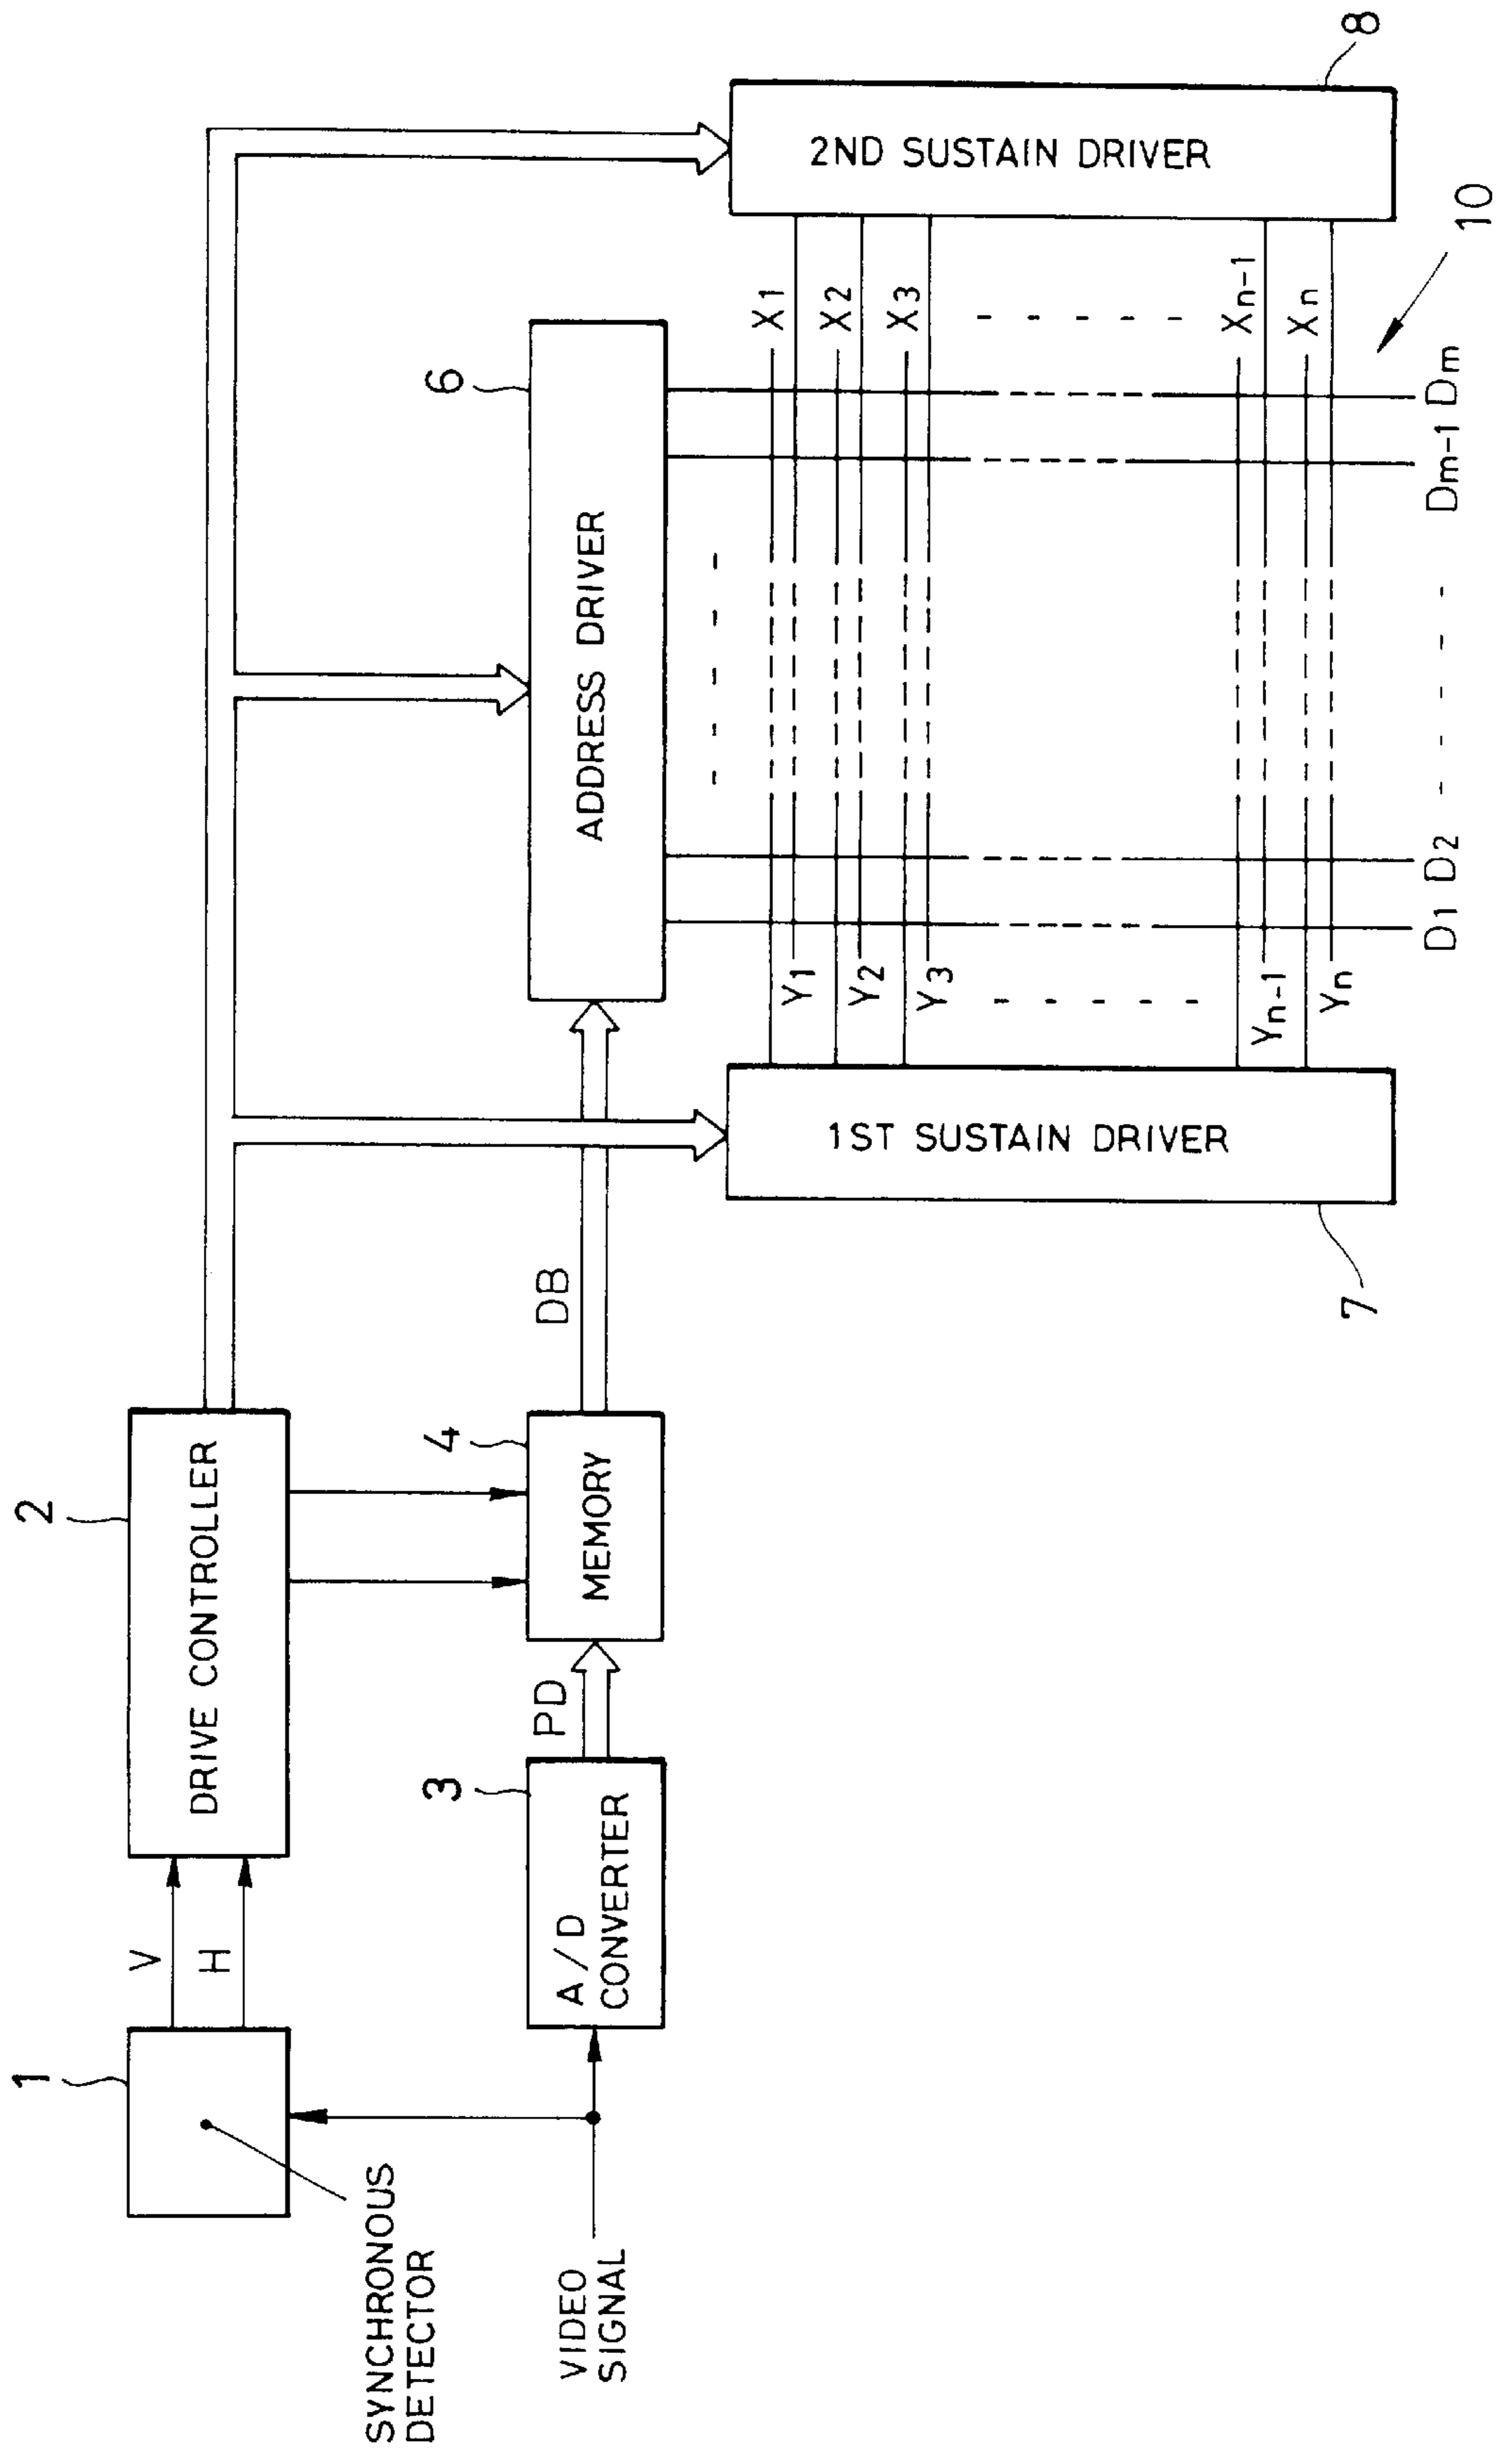 1
SYNCHRONOUS
DETECTOR
V
H
2
DRIVE CONTROLLER
VIDEO
SIGNAL
3
A/D
CONVERTER
PD
4
MEMORY
DB
6
ADDRESS DRIVER
7
1ST SUSTAIN DRIVER
8
2ND SUSTAIN DRIVER
X1
X2
X3
Xn-1
Xn
Y1
Y2
Y3
Yn-1
Yn
D1 D2 Dm-1 Dm
10